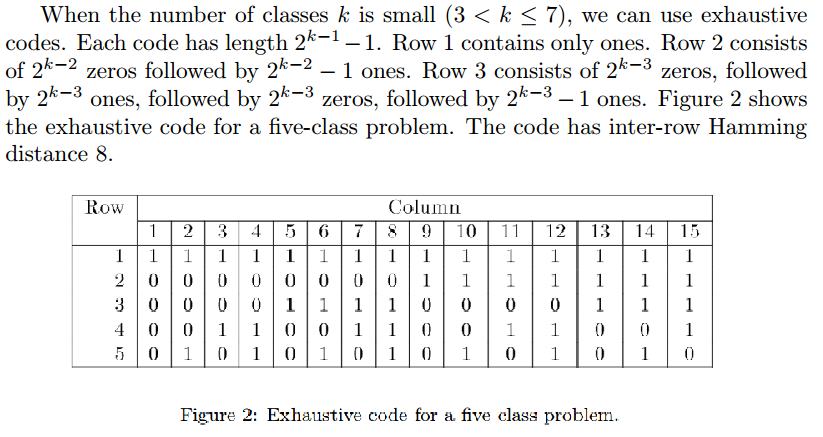 When the number of classes k is small (3 < k ≤ 7), we can use exhaustive
codes. Each code has length 2^{k−1} − 1. Row 1 contains only ones. Row 2 consists
of 2^{k−2} zeros followed by 2^{k−2} − 1 ones. Row 3 consists of 2^{k−3} zeros, followed
by 2^{k−3} ones, followed by 2^{k−3} zeros, followed by 2^{k−3} − 1 ones. Figure 2 shows
the exhaustive code for a five-class problem. The code has inter-row Hamming
distance 8.
Row Column
1 2 3 4 5 6 7 8 9 10 11 12 13 14 15
1 1 1 1 1 1 1 1 1 1 1 1 1 1 1 1
2 0 0 0 0 0 0 0 0 1 1 1 1 1 1 1
3 0 0 0 0 1 1 1 1 0 0 0 0 1 1 1
4 0 0 1 1 0 0 1 1 0 0 1 1 0 0 1
5 0 1 0 1 0 1 0 1 0 1 0 1 0 1 0
Figure 2: Exhaustive code for a five class problem.